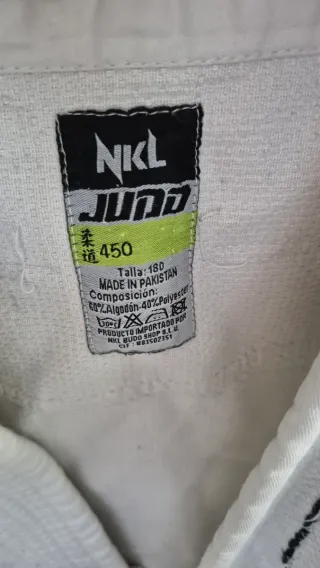 NKL
JUDO
柔道 450
Talla: 180
MADE IN PAKISTAN
Composición:
60%Algodón-40%Polyester
PRODUCTO IMPORTADO POR
NKL BUDO SHOP S.L.U.